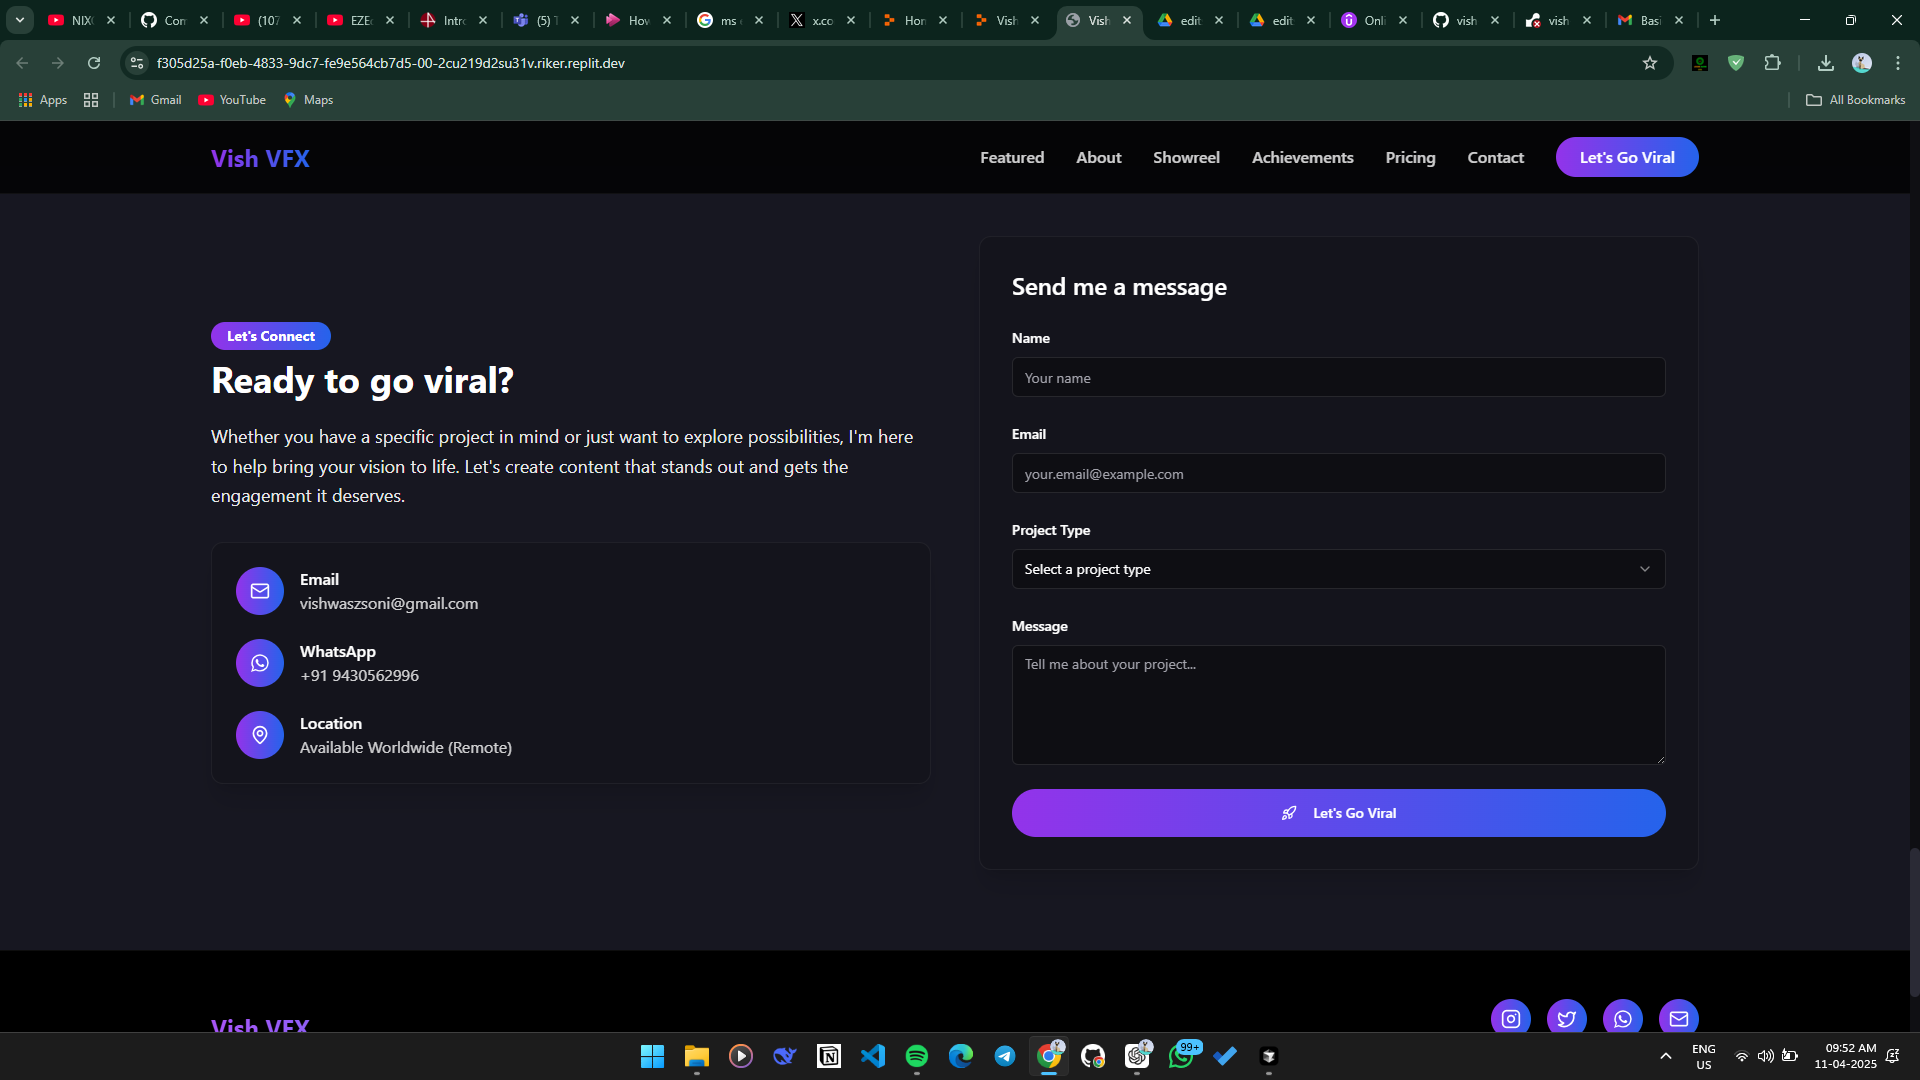 NIX
Com
(107
EZE
Intro
(5) T
How
ms e
x.co
Hom
Vish
Vish
edit
edit
Onli
vish
vish
Basi
f305d25a-f0eb-4833-9dc7-fe9e564cb7d5-00-2cu219d2su31v.riker.replit.dev
Apps
Gmail
YouTube
Maps
All Bookmarks
Vish VFX
Featured
About
Showreel
Achievements
Pricing
Contact
Let's Go Viral
Let's Connect
Ready to go viral?
Whether you have a specific project in mind or just want to explore possibilities, I'm here
to help bring your vision to life. Let's create content that stands out and gets the
engagement it deserves.
Email
vishwaszsoni@gmail.com
WhatsApp
+91 9430562996
Location
Available Worldwide (Remote)
Send me a message
Name
Your name
Email
your.email@example.com
Project Type
Select a project type
Message
Tell me about your project...
Let's Go Viral
Vish VFX
99+
ENG
US
09:52 AM
11-04-2025